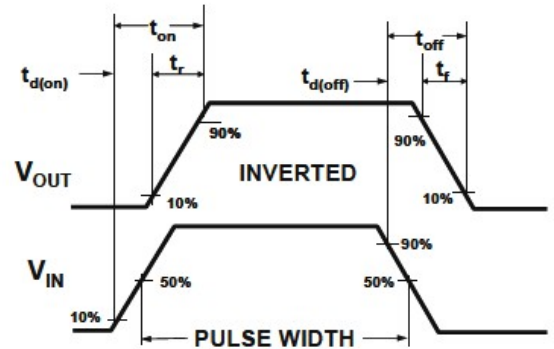 t_on
t_off
t_d(on)
t_r
t_d(off)
t_f
90%
90%
V_OUT
INVERTED
10%
10%
V_IN
90%
50%
50%
10%
PULSE WIDTH